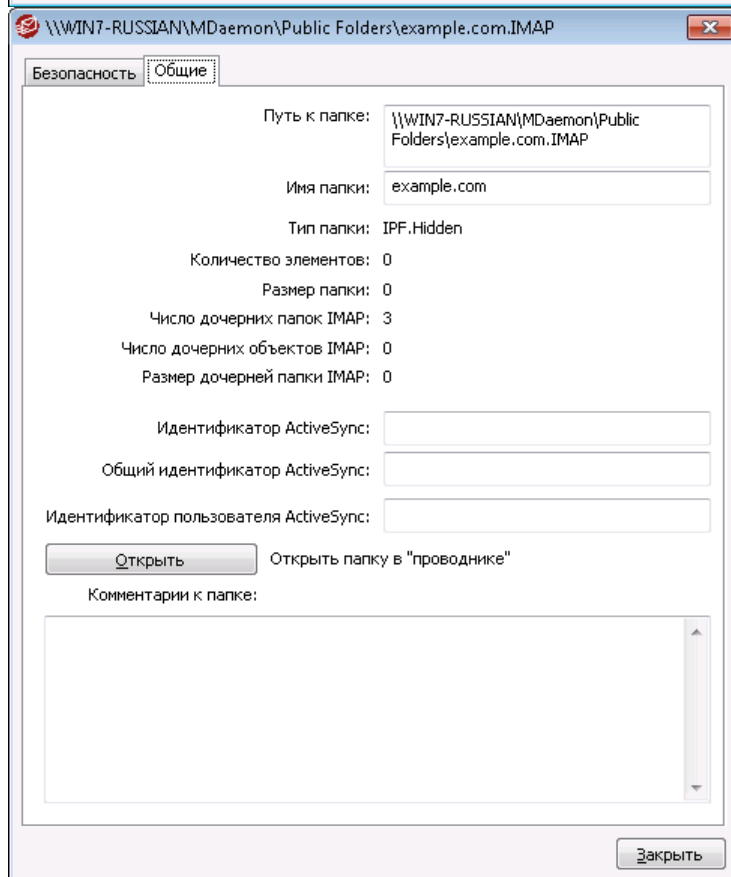 \\WIN7-RUSSIAN\MDaemon\Public Folders\example.com.IMAP
Безопасность Общие
Путь к папке: \\WIN7-RUSSIAN\MDaemon\Public
Folders\example.com.IMAP
Имя папки: example.com
Тип папки: IPF.Hidden
Количество элементов: 0
Размер папки: 0
Число дочерних папок IMAP: 3
Число дочерних объектов IMAP: 0
Размер дочерней папки IMAP: 0
Идентификатор ActiveSync:
Общий идентификатор ActiveSync:
Идентификатор пользователя ActiveSync:
Открыть Открыть папку в "проводнике"
Комментарии к папке:
Закрыть